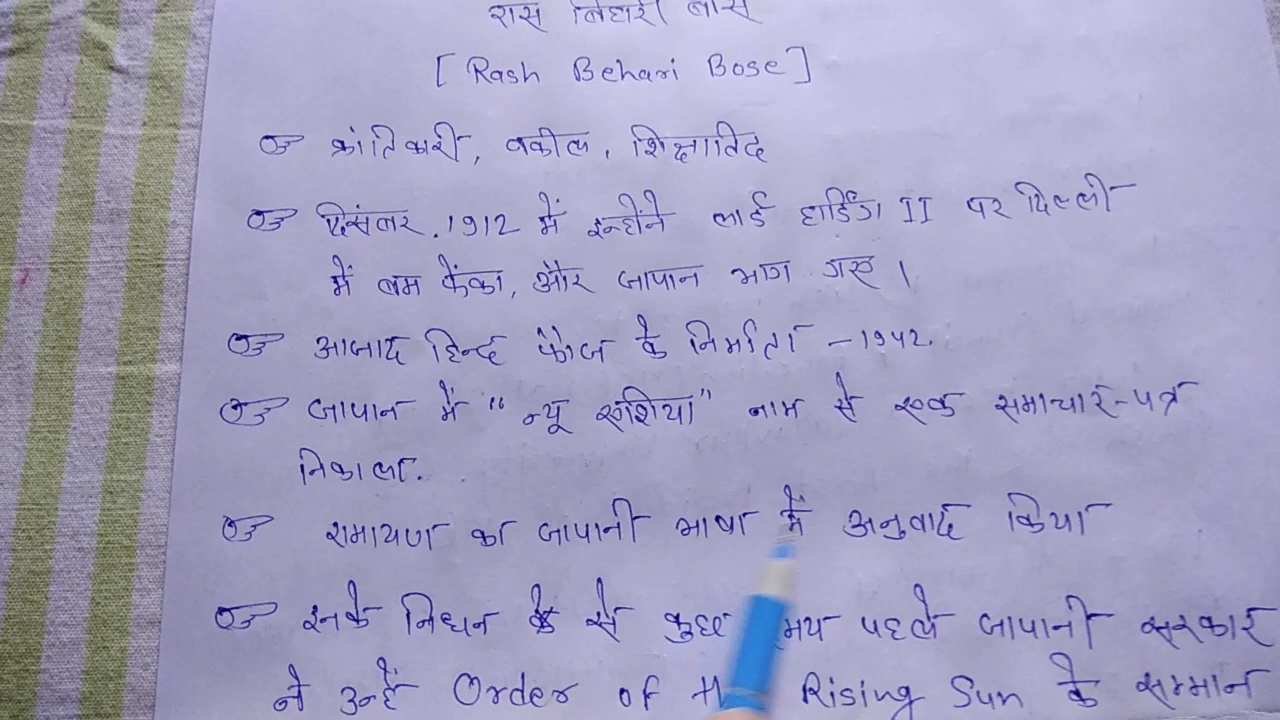 रास बिहारी बोस
[ Rash Behari Bose ]
क्रांतिकारी, वकील, शिक्षाविद
दिसंबर. 1912 में इन्होंने लार्ड हार्डिंग II पर दिल्ली
में बम फेंका, और जापान भाग गए ।
आजाद हिन्द फौज के निर्माता - 1942.
जापान में "न्यू एशिया" नाम से एक समाचार-पत्र
निकाला.
रामायण का जापानी भाषा में अनुवाद किया
इनके निधन से कुछ पहले जापानी सरकार
ने उन्हें Order of Rising Sun के सम्मान